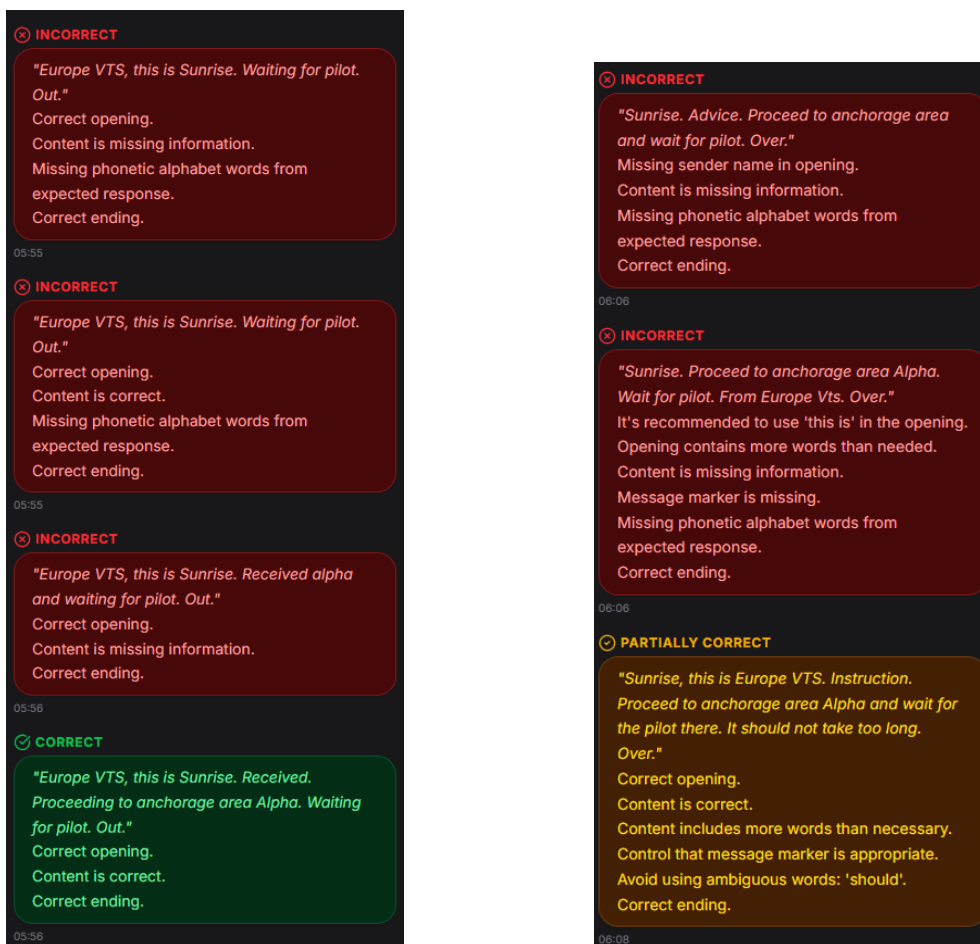 INCORRECT
"Europe VTS, this is Sunrise. Waiting for pilot.
Out."
Correct opening.
Content is missing information.
Missing phonetic alphabet words from
expected response.
Correct ending.
05:55
INCORRECT
"Europe VTS, this is Sunrise. Waiting for pilot.
Out."
Correct opening.
Content is correct.
Missing phonetic alphabet words from
expected response.
Correct ending.
05:55
INCORRECT
"Europe VTS, this is Sunrise. Received alpha
and waiting for pilot. Out."
Correct opening.
Content is missing information.
Correct ending.
05:56
CORRECT
"Europe VTS, this is Sunrise. Received.
Proceeding to anchorage area Alpha. Waiting
for pilot. Out."
Correct opening.
Content is correct.
Correct ending.
05:56
INCORRECT
"Sunrise. Advice. Proceed to anchorage area
and wait for pilot. Over."
Missing sender name in opening.
Content is missing information.
Missing phonetic alphabet words from
expected response.
Correct ending.
06:06
INCORRECT
"Sunrise. Proceed to anchorage area Alpha.
Wait for pilot. From Europe Vts. Over."
It's recommended to use 'this is' in the opening.
Opening contains more words than needed.
Content is missing information.
Message marker is missing.
Missing phonetic alphabet words from
expected response.
Correct ending.
06:06
PARTIALLY CORRECT
"Sunrise, this is Europe VTS. Instruction.
Proceed to anchorage area Alpha and wait for
the pilot there. It should not take too long.
Over."
Correct opening.
Content is correct.
Content includes more words than necessary.
Control that message marker is appropriate.
Avoid using ambiguous words: 'should'.
Correct ending.
06:08